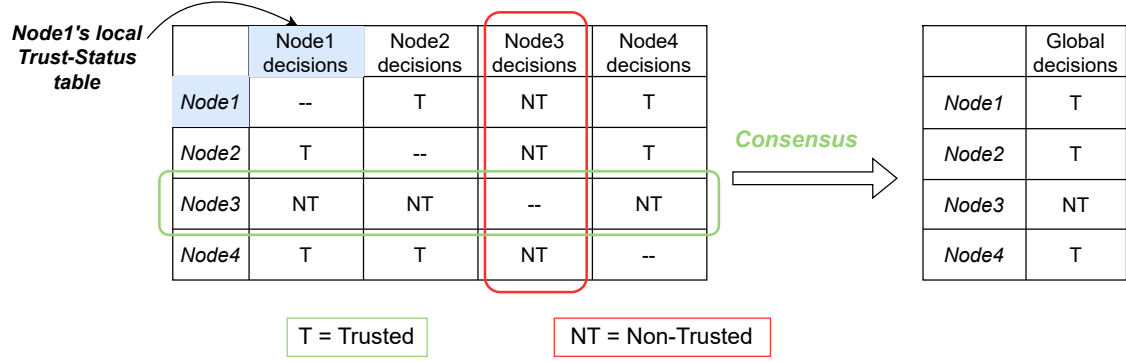 Node1's local
Trust-Status
table
Node1 decisions Node2 decisions Node3 decisions Node4 decisions
Node1 -- T NT T
Node2 T -- NT T
Node3 NT NT -- NT
Node4 T T NT --
Consensus
Global decisions
Node1 T
Node2 T
Node3 NT
Node4 T
T = Trusted
NT = Non-Trusted